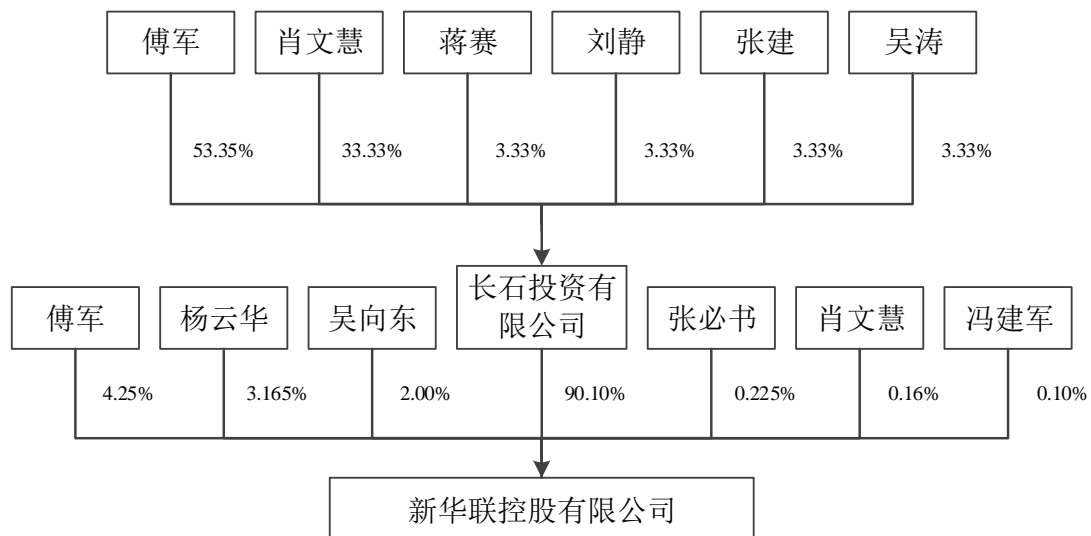 傅军
肖文慧
蒋赛
刘静
张建
吴涛
53.35%
33.33%
3.33%
3.33%
3.33%
3.33%
长石投资有
限公司
傅军
杨云华
吴向东
张必书
肖文慧
冯建军
4.25%
3.165%
2.00%
90.10%
0.225%
0.16%
0.10%
新华联控股有限公司